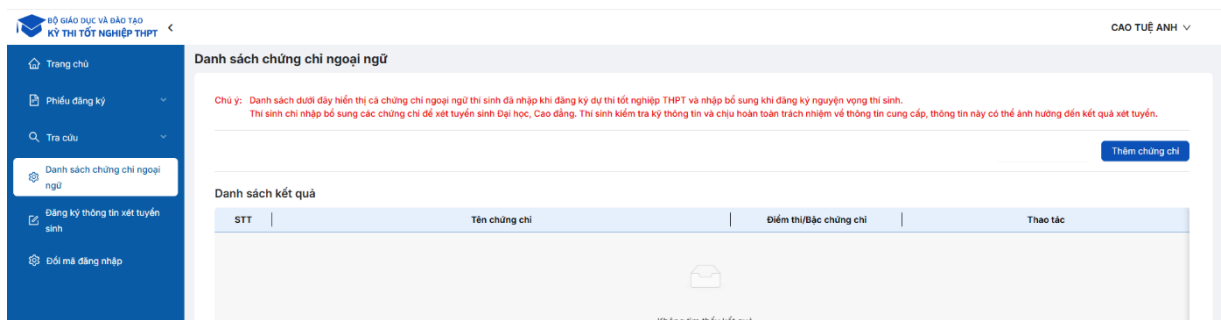 BỘ GIÁO DỤC VÀ ĐÀO TẠO
KỲ THI TỐT NGHIỆP THPT
CAO TUỆ ANH
Trang chủ
Phiếu đăng ký
Tra cứu
Danh sách chứng chỉ ngoại
ngữ
Đăng ký thông tin xét tuyển
sinh
Đổi mã đăng nhập
Danh sách chứng chỉ ngoại ngữ
Chú ý: Danh sách dưới đây hiển thị cả chứng chỉ ngoại ngữ thí sinh đã nhập khi đăng ký dự thi tốt nghiệp THPT và nhập bổ sung khi đăng ký nguyện vọng thí sinh.
Thí sinh chỉ nhập bổ sung các chứng chỉ để xét tuyển sinh Đại học, Cao đẳng. Thí sinh kiểm tra kỹ thông tin và chịu hoàn toàn trách nhiệm về thông tin cung cấp, thông tin này có thể ảnh hưởng đến kết quả xét tuyển.
Thêm chứng chỉ
Danh sách kết quả
STT Tên chứng chỉ Điểm thi/Bậc chứng chỉ Thao tác